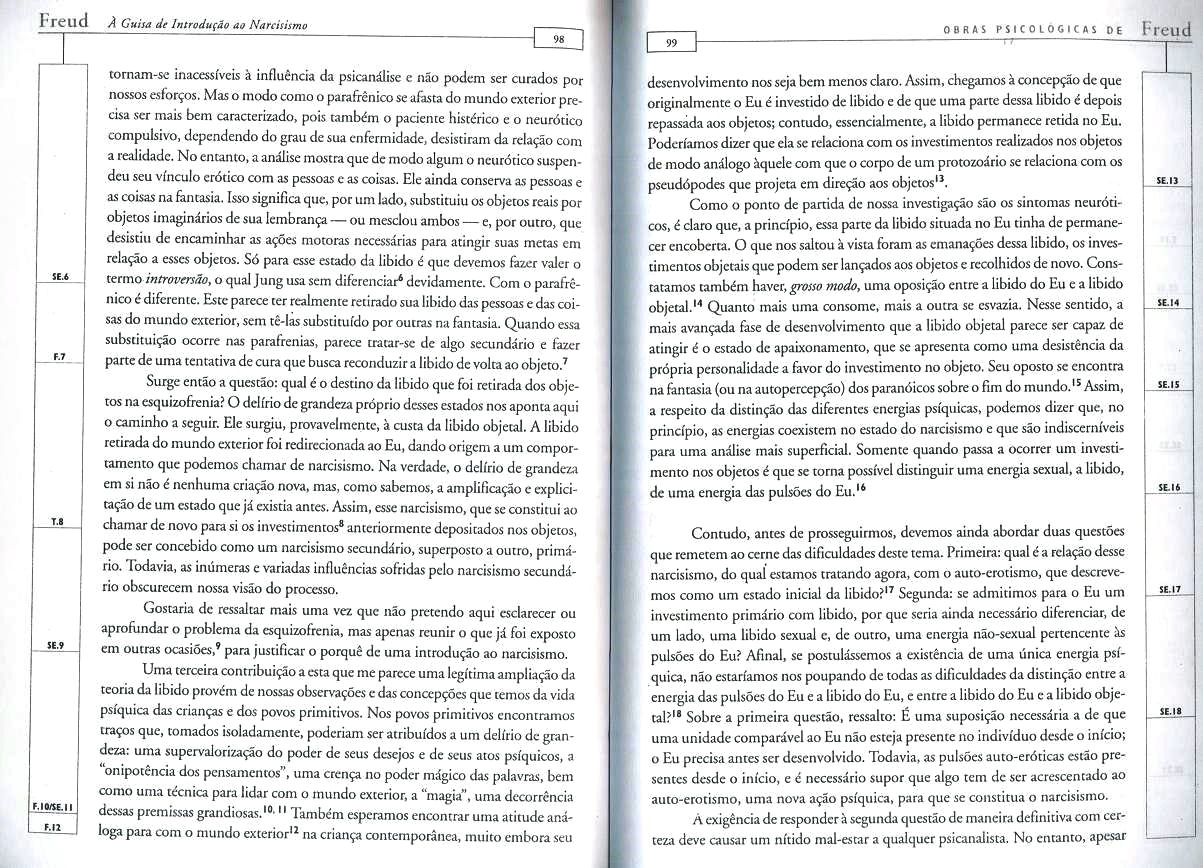 Freud À Guisa de Introdução ao Narcisismo
98
tornam-se inacessíveis à influência da psicanálise e não podem ser curados por
nossos esforços. Mas o modo como o parafrênico se afasta do mundo exterior pre-
cisa ser mais bem caracterizado, pois também o paciente histérico e o neurótico
compulsivo, dependendo do grau de sua enfermidade, desistiram da relação com
a realidade. No entanto, a análise mostra que de modo algum o neurótico suspen-
deu seu vínculo erótico com as pessoas e as coisas. Ele ainda conserva as pessoas e
as coisas na fantasia. Isso significa que, por um lado, substituiu os objetos reais por
objetos imaginários de sua lembrança — ou mesclou ambos — e, por outro, que
desistiu de encaminhar as ações motoras necessárias para atingir suas metas em
relação a esses objetos. Só para esse estado da libido é que devemos fazer valer o
SE.6
termo introversão, o qual Jung usa sem diferenciar⁶ devidamente. Com o parafrê-
nico é diferente. Este parece ter realmente retirado sua libido das pessoas e das coi-
sas do mundo exterior, sem tê-las substituído por outras na fantasia. Quando essa
substituição ocorre nas parafrenias, parece tratar-se de algo secundário e fazer
F.7
parte de uma tentativa de cura que busca reconduzir a libido de volta ao objeto.⁷
Surge então a questão: qual é o destino da libido que foi retirada dos obje-
tos na esquizofrenia? O delírio de grandeza próprio desses estados nos aponta aqui
o caminho a seguir. Ele surgiu, provavelmente, à custa da libido objetal. A libido
retirada do mundo exterior foi redirecionada ao Eu, dando origem a um compor-
tamento que podemos chamar de narcisismo. Na verdade, o delírio de grandeza
em si não é nenhuma criação nova, mas, como sabemos, a amplificação e explici-
tação de um estado que já existia antes. Assim, esse narcisismo, que se constitui ao
T.8
chamar de novo para si os investimentos⁸ anteriormente depositados nos objetos,
pode ser concebido como um narcisismo secundário, superposto a outro, primá-
rio. Todavia, as inúmeras e variadas influências sofridas pelo narcisismo secundá-
rio obscurecem nossa visão do processo.
Gostaria de ressaltar mais uma vez que não pretendo aqui esclarecer ou
aprofundar o problema da esquizofrenia, mas apenas reunir o que já foi exposto
SE.9
em outras ocasiões,⁹ para justificar o porquê de uma introdução ao narcisismo.
Uma terceira contribuição a esta que me parece uma legítima ampliação da
teoria da libido provém de nossas observações e das concepções que temos da vida
psíquica das crianças e dos povos primitivos. Nos povos primitivos encontramos
traços que, tomados isoladamente, poderiam ser atribuídos a um delírio de gran-
deza: uma supervalorização do poder de seus desejos e de seus atos psíquicos, a
“onipotência dos pensamentos”, uma crença no poder mágico das palavras, bem
como uma técnica para lidar com o mundo exterior, a “magia”, uma decorrência
F.10/SE.11
dessas premissas grandiosas.¹⁰, ¹¹ Também esperamos encontrar uma atitude aná-
F.12
loga para com o mundo exterior¹² na criança contemporânea, muito embora seu
99
OBRAS PSICOLÓGICAS DE Freud
desenvolvimento nos seja bem menos claro. Assim, chegamos à concepção de que
originalmente o Eu é investido de libido e de que uma parte dessa libido é depois
repassada aos objetos; contudo, essencialmente, a libido permanece retida no Eu.
Poderíamos dizer que ela se relaciona com os investimentos realizados nos objetos
de modo análogo àquele com que o corpo de um protozoário se relaciona com os
pseudópodes que projeta em direção aos objetos¹³.
SE.13
Como o ponto de partida de nossa investigação são os sintomas neuróti-
cos, é claro que, a princípio, essa parte da libido situada no Eu tinha de permane-
cer encoberta. O que nos saltou à vista foram as emanações dessa libido, os inves-
timentos objetais que podem ser lançados aos objetos e recolhidos de novo. Cons-
tatamos também haver, grosso modo, uma oposição entre a libido do Eu e a libido
objetal.¹⁴ Quanto mais uma consome, mais a outra se esvazia. Nesse sentido, a
SE.14
mais avançada fase de desenvolvimento que a libido objetal parece ser capaz de
atingir é o estado de apaixonamento, que se apresenta como uma desistência da
própria personalidade a favor do investimento no objeto. Seu oposto se encontra
na fantasia (ou na autopercepção) dos paranóicos sobre o fim do mundo.¹⁵ Assim,
SE.15
a respeito da distinção das diferentes energias psíquicas, podemos dizer que, no
princípio, as energias coexistem no estado do narcisismo e que são indiscerníveis
para uma análise mais superficial. Somente quando passa a ocorrer um investi-
mento nos objetos é que se torna possível distinguir uma energia sexual, a libido,
de uma energia das pulsões do Eu.¹⁶
SE.16
Contudo, antes de prosseguirmos, devemos ainda abordar duas questões
que remetem ao cerne das dificuldades deste tema. Primeira: qual é a relação desse
narcisismo, do qual estamos tratando agora, com o auto-erotismo, que descreve-
mos como um estado inicial da libido?¹⁷ Segunda: se admitimos para o Eu um
SE.17
investimento primário com libido, por que seria ainda necessário diferenciar, de
um lado, uma libido sexual e, de outro, uma energia não-sexual pertencente às
pulsões do Eu? Afinal, se postulássemos a existência de uma única energia psí-
quica, não estaríamos nos poupando de todas as dificuldades da distinção entre a
energia das pulsões do Eu e a libido do Eu, e entre a libido do Eu e a libido obje-
tal?¹⁸ Sobre a primeira questão, ressalto: É uma suposição necessária a de que
SE.18
uma unidade comparável ao Eu não esteja presente no indivíduo desde o início;
o Eu precisa antes ser desenvolvido. Todavia, as pulsões auto-eróticas estão pre-
sentes desde o início, e é necessário supor que algo tem de ser acrescentado ao
auto-erotismo, uma nova ação psíquica, para que se constitua o narcisismo.
A exigência de responder à segunda questão de maneira definitiva com cer-
teza deve causar um nítido mal-estar a qualquer psicanalista. No entanto, apesar